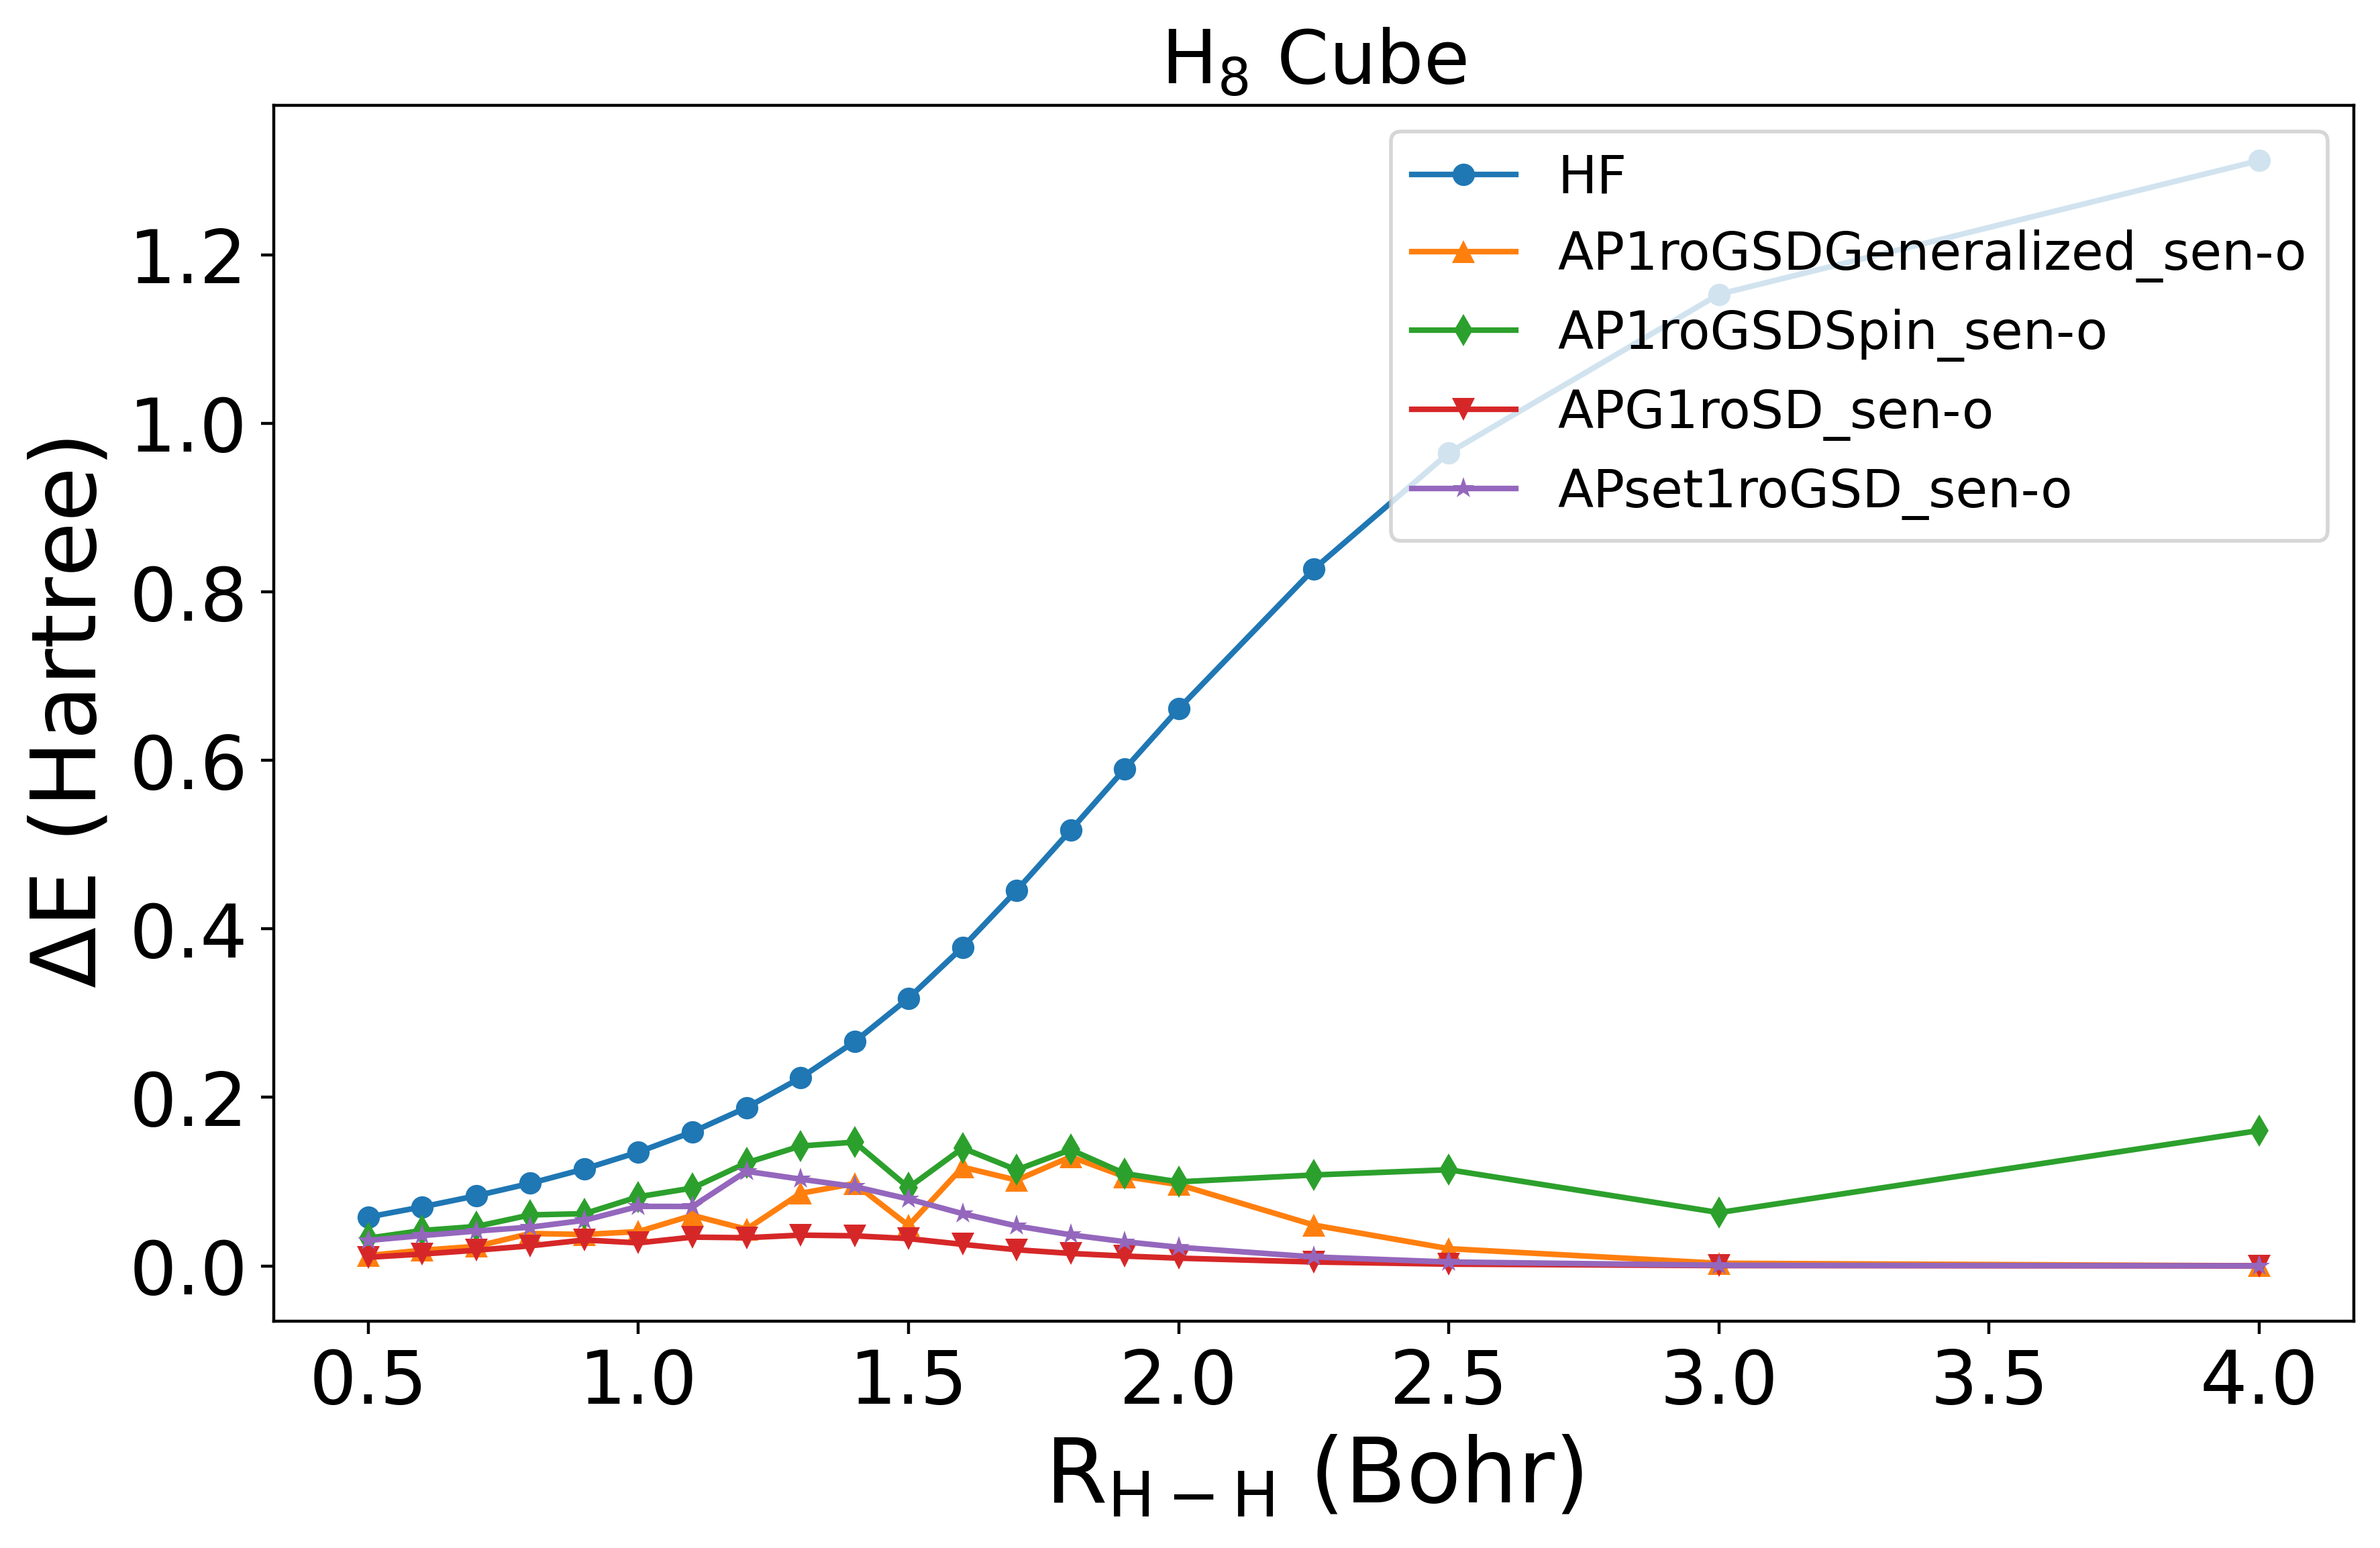 H₈ Cube
ΔE (Hartree)
1.2
1.0
0.8
0.6
0.4
0.2
0.0
HF
AP1roGSDGeneralized_sen-o
AP1roGSDSpin_sen-o
APG1roSD_sen-o
APset1roGSD_sen-o
0.5 1.0 1.5 2.0 2.5 3.0 3.5 4.0
R_H−H (Bohr)